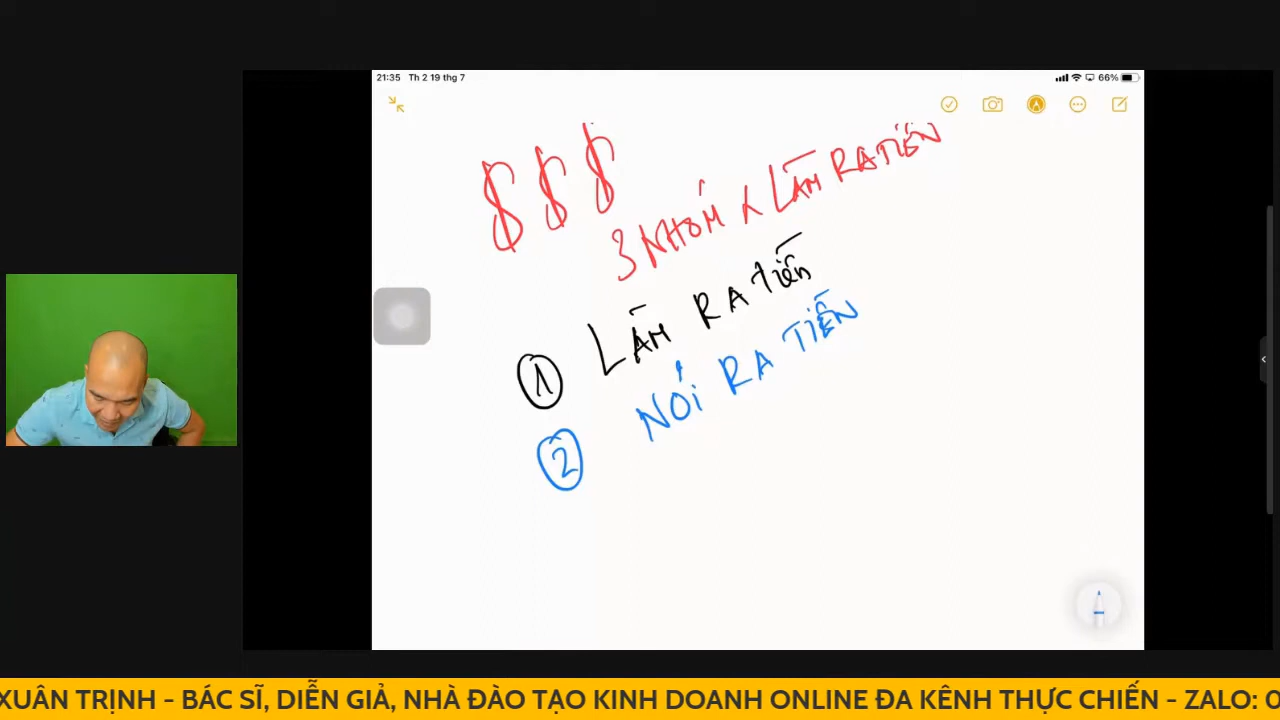 21:35 Th 2 19 thg 7
66%
$ $ $
3 NHÓM LÀM RA TIỀN
1 LÀM RA tiền
2 NÓI RA TIỀN
XUÂN TRỊNH - BÁC SĨ, DIỄN GIẢ, NHÀ ĐÀO TẠO KINH DOANH ONLINE ĐA KÊNH THỰC CHIẾN - ZALO: 0